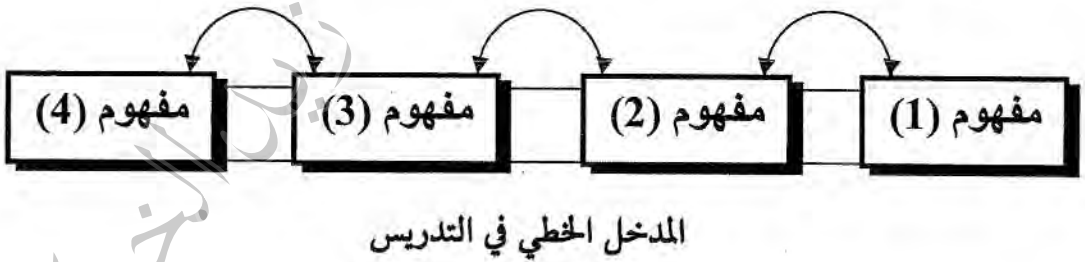 مفهوم (1) مفهوم (2) مفهوم (3) مفهوم (4)
المدخل الخطي في التدريس